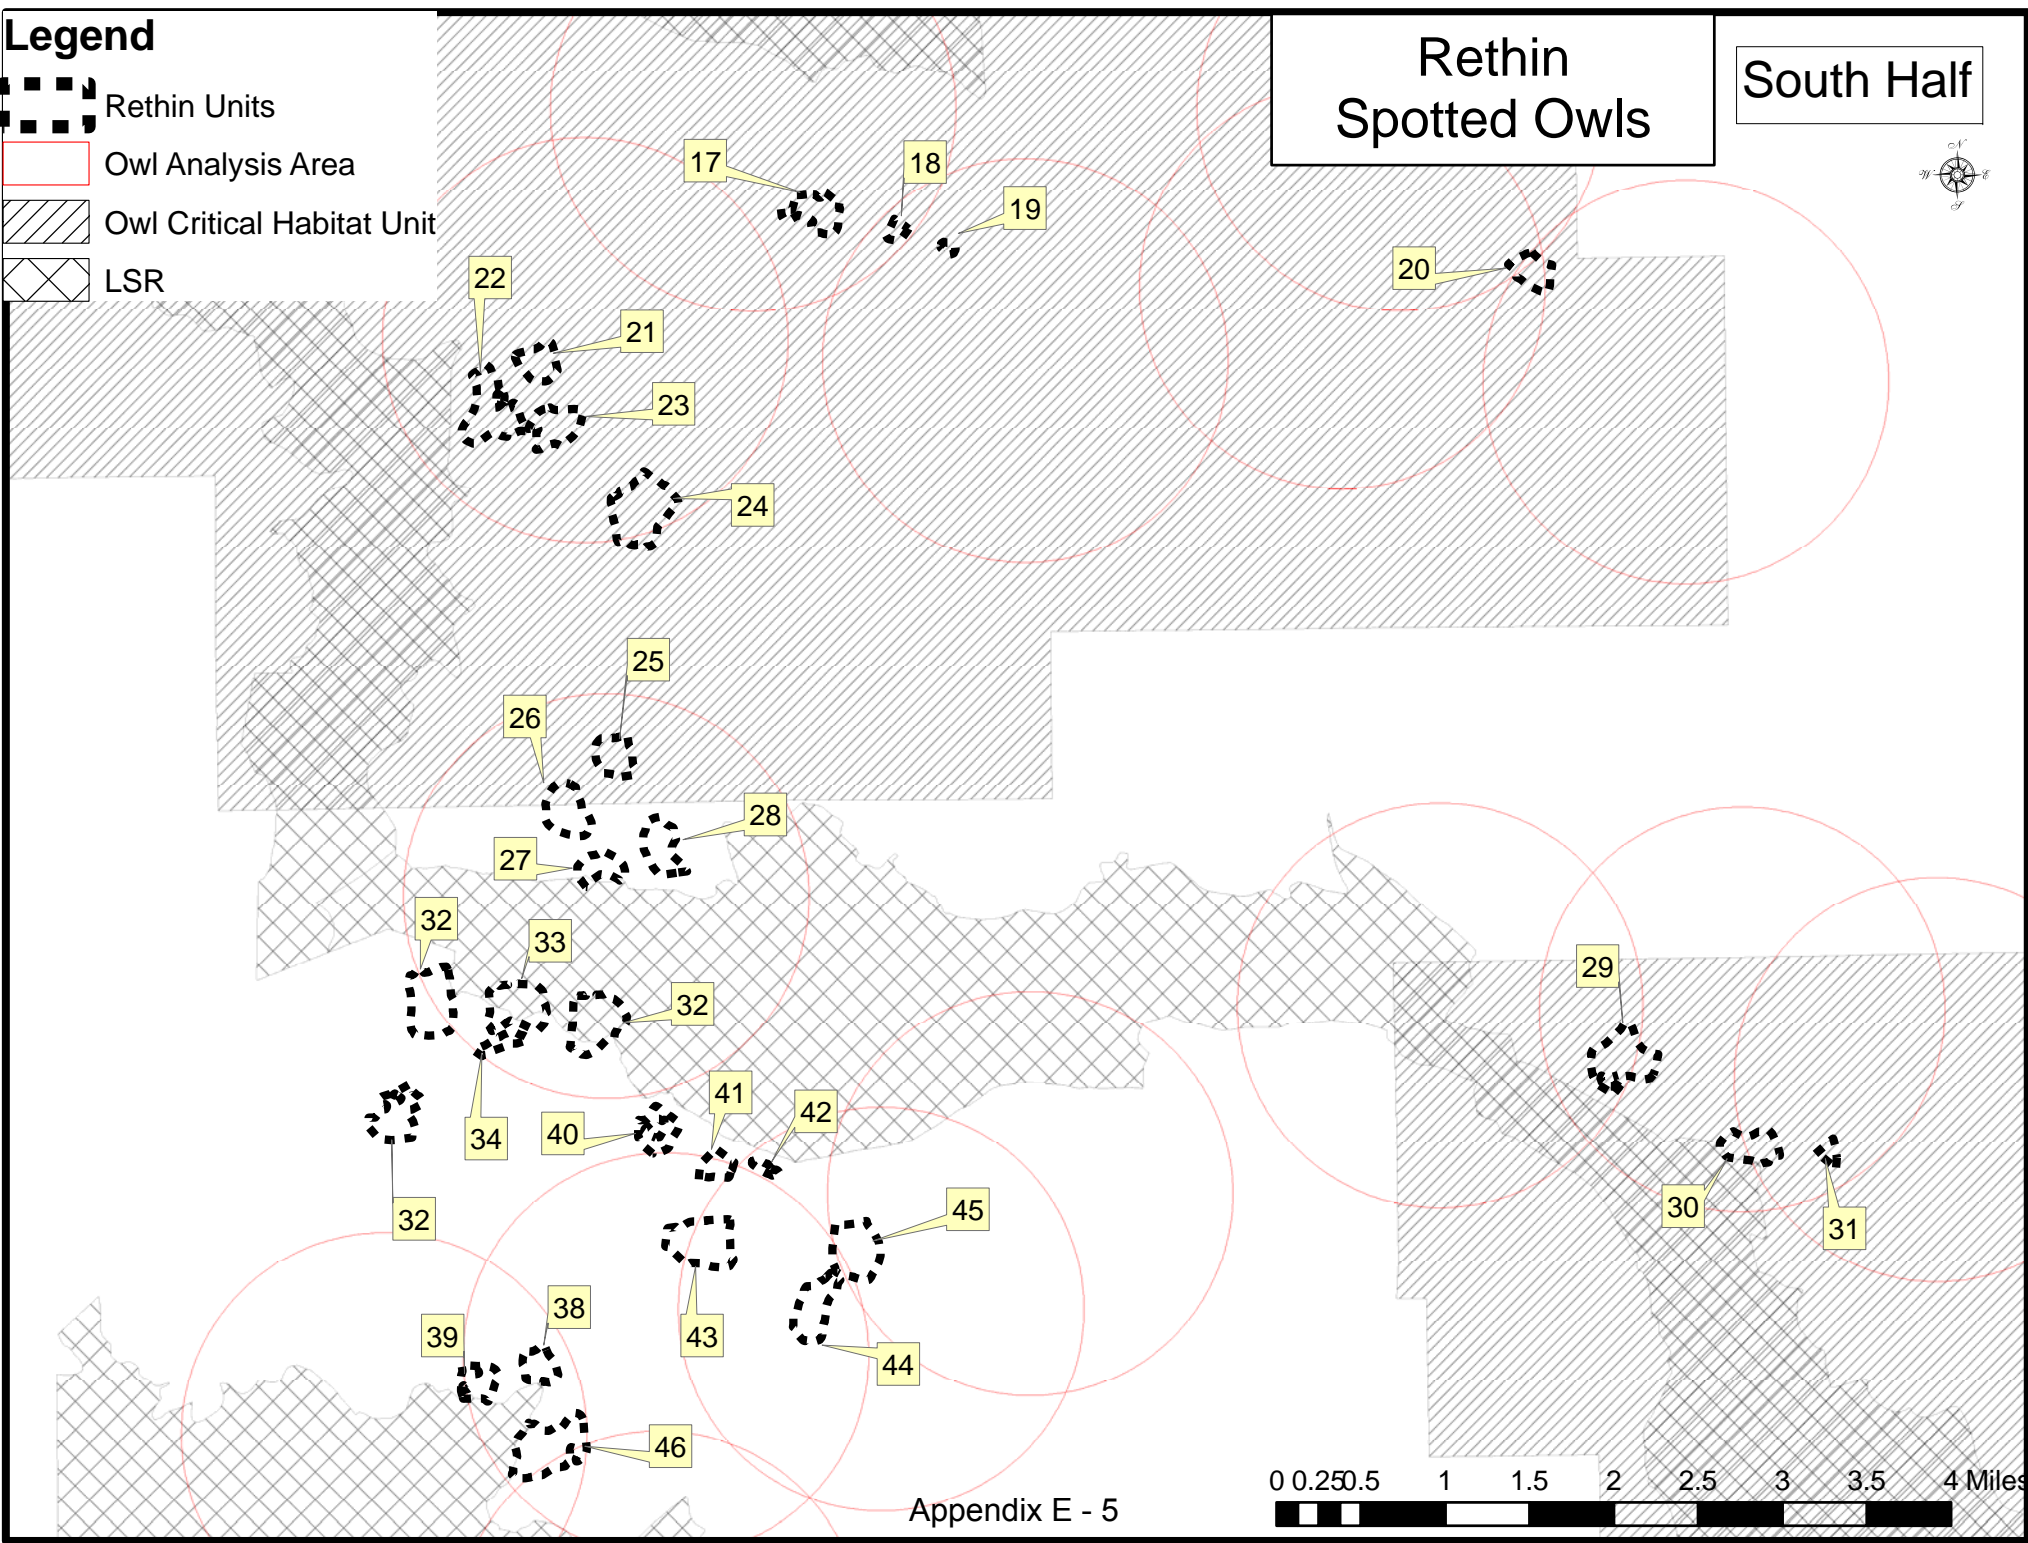 Legend
Rethin Units
Owl Analysis Area
Owl Critical Habitat Unit
LSR
Rethin
Spotted Owls
South Half
N
W E
S
17
18
19
20
22
21
23
24
25
26
28
27
32
33
32
29
34
40
41
42
32
30
31
45
39
38
43
44
46
0 0.25 0.5 1 1.5 2 2.5 3 3.5 4 Miles
Appendix E - 5